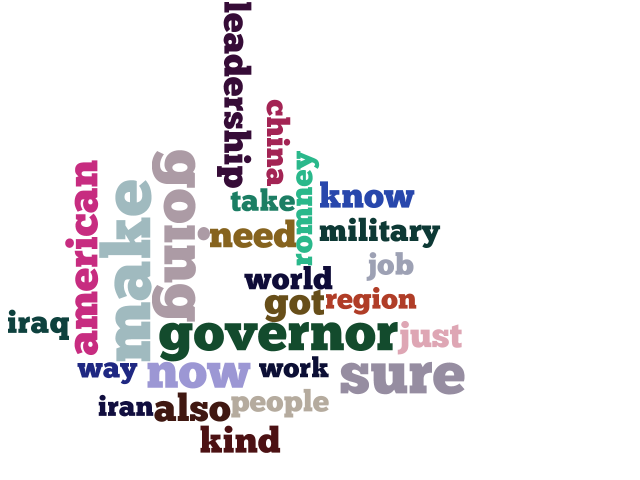 leadership
china
going
romney
american
make
take
know
need
military
job
world
got
region
iraq
governor
just
way
now
work
sure
iran
also
people
kind